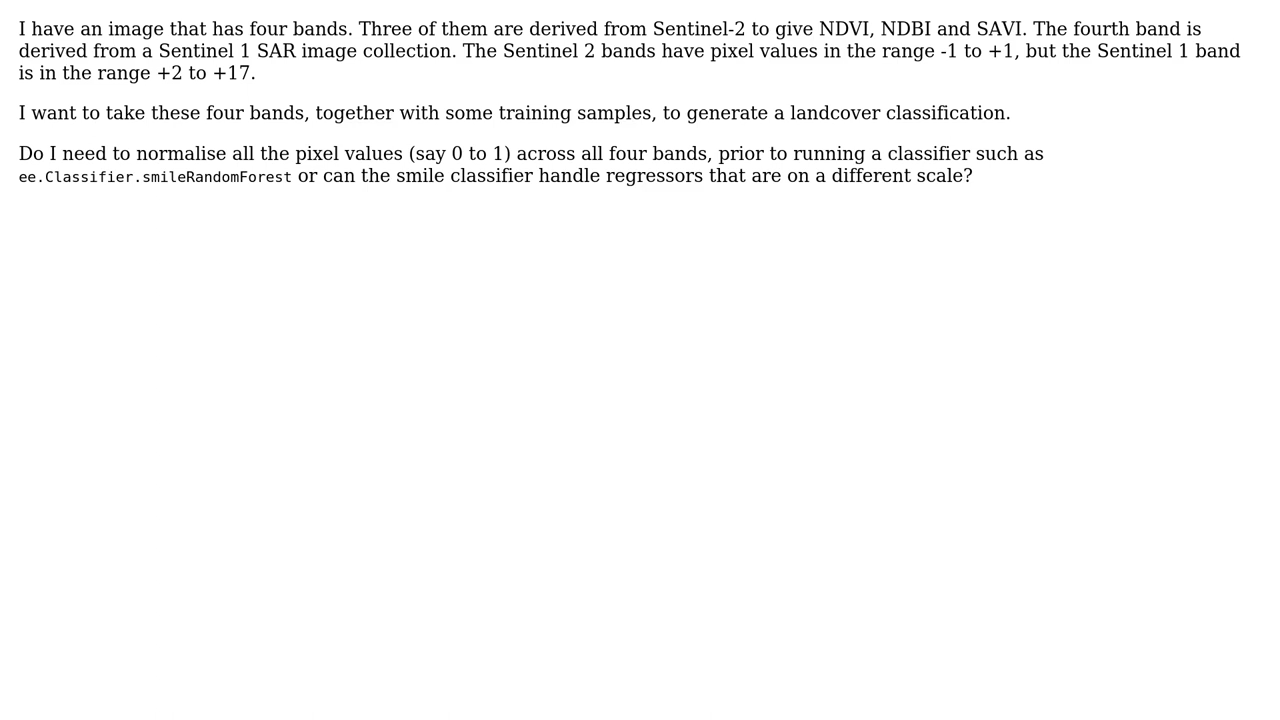 I have an image that has four bands. Three of them are derived from Sentinel-2 to give NDVI, NDBI and SAVI. The fourth band is
derived from a Sentinel 1 SAR image collection. The Sentinel 2 bands have pixel values in the range -1 to +1, but the Sentinel 1 band
is in the range +2 to +17.
I want to take these four bands, together with some training samples, to generate a landcover classification.
Do I need to normalise all the pixel values (say 0 to 1) across all four bands, prior to running a classifier such as
ee.Classifier.smileRandomForest or can the smile classifier handle regressors that are on a different scale?